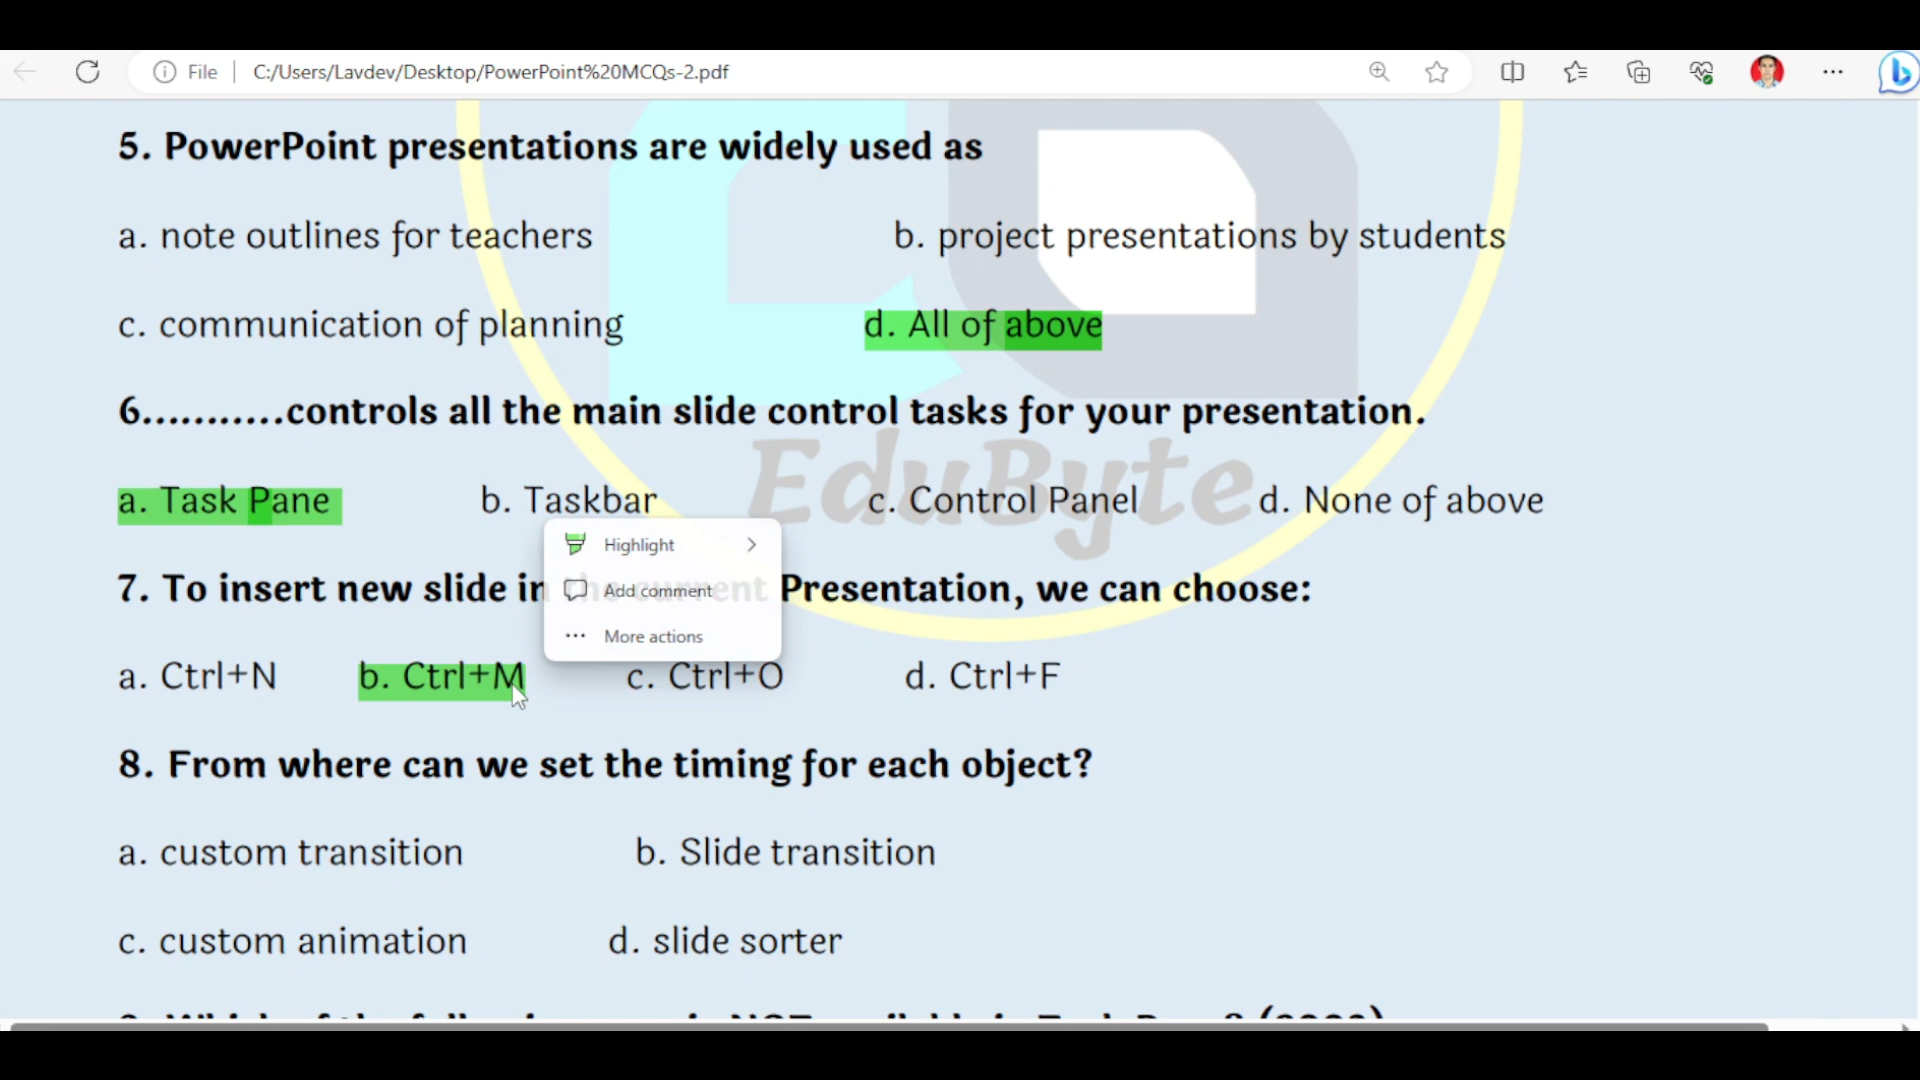 File C:/Users/Lavdev/Desktop/PowerPoint%20MCQs-2.pdf
5. PowerPoint presentations are widely used as
a. note outlines for teachers b. project presentations by students
c. communication of planning d. All of above
6...........controls all the main slide control tasks for your presentation.
EduByte
a. Task Pane b. Taskbar c. Control Panel d. None of above
Highlight
7. To insert new slide in the current Presentation, we can choose:
Add comment
More actions
a. Ctrl+N b. Ctrl+M c. Ctrl+O d. Ctrl+F
8. From where can we set the timing for each object?
a. custom transition b. Slide transition
c. custom animation d. slide sorter